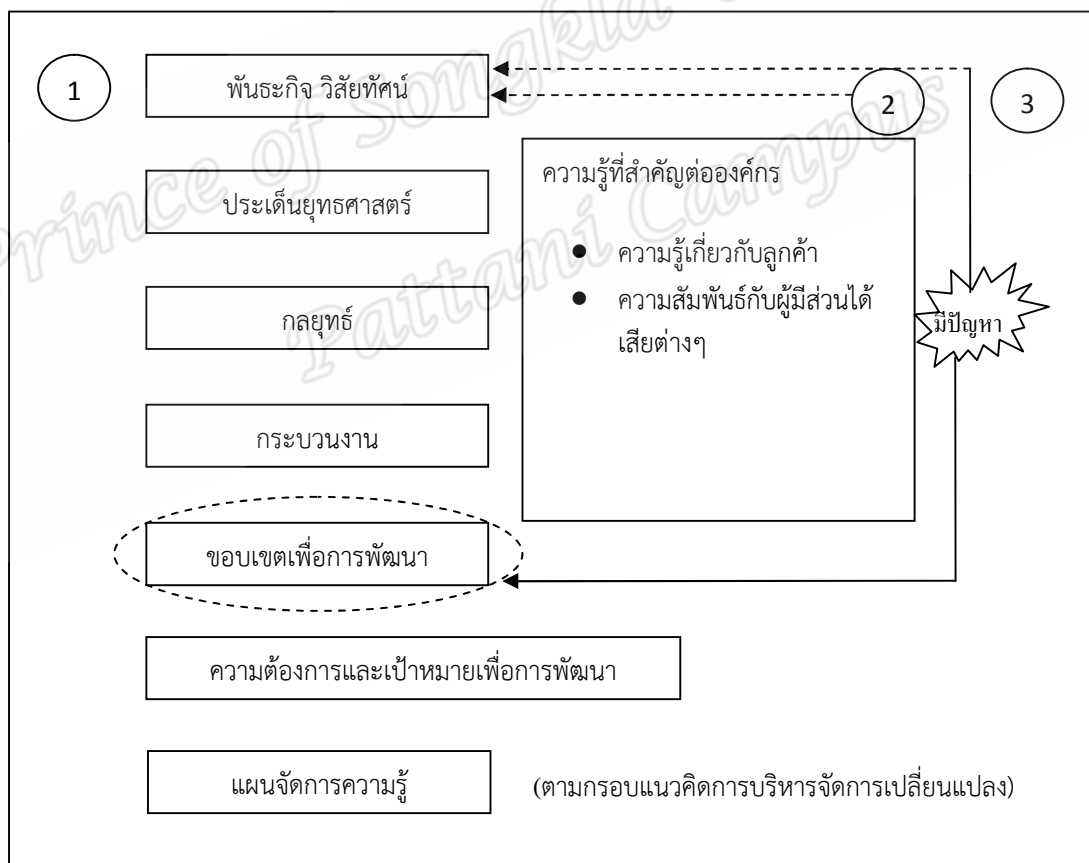 1
พันธะกิจ วิสัยทัศน์
2
3
ความรู้ที่สำคัญต่อองค์กร
ประเด็นยุทธศาสตร์
● ความรู้เกี่ยวกับลูกค้า
● ความสัมพันธ์กับผู้มีส่วนได้
เสียต่างๆ
กลยุทธ์
มีปัญหา
กระบวนงาน
ขอบเขตเพื่อการพัฒนา
ความต้องการและเป้าหมายเพื่อการพัฒนา
แผนจัดการความรู้
(ตามกรอบแนวคิดการบริหารจัดการเปลี่ยนแปลง)
Prince of Songkla
Pattani Campus